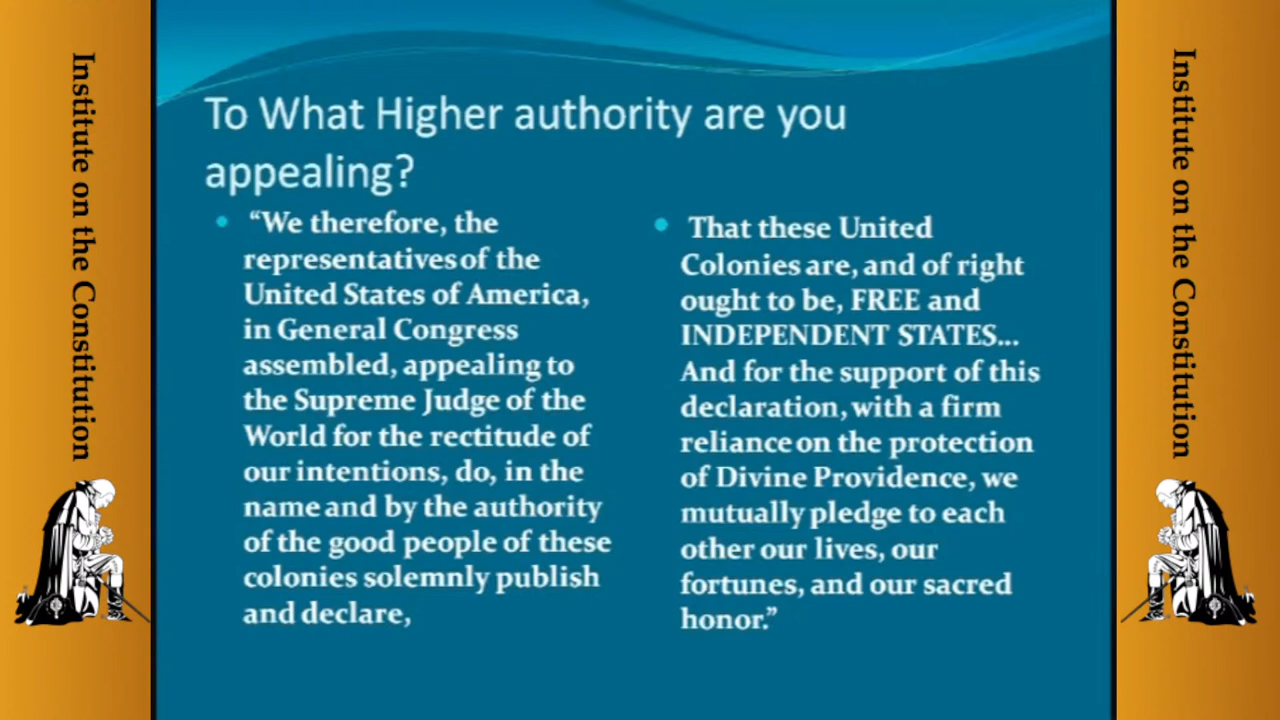 Institute on the Constitution
To What Higher authority are you
appealing?
• “We therefore, the
representatives of the
United States of America,
in General Congress
assembled, appealing to
the Supreme Judge of the
World for the rectitude of
our intentions, do, in the
name and by the authority
of the good people of these
colonies solemnly publish
and declare,
• That these United
Colonies are, and of right
ought to be, FREE and
INDEPENDENT STATES...
And for the support of this
declaration, with a firm
reliance on the protection
of Divine Providence, we
mutually pledge to each
other our lives, our
fortunes, and our sacred
honor.”
Institute on the Constitution